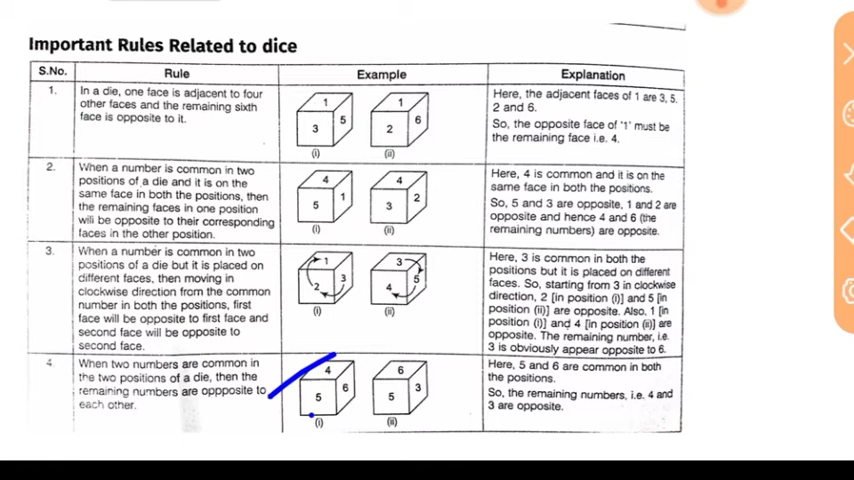 Important Rules Related to dice
S.No.
Rule
Example
Explanation
1.
In a die, one face is adjacent to four
other faces and the remaining sixth
face is opposite to it.
1
3
5
(i)
1
2
6
(ii)
Here, the adjacent faces of 1 are 3, 5,
2 and 6.
So, the opposite face of '1' must be
the remaining face i.e. 4.
2.
When a number is common in two
positions of a die and it is on the
same face in both the positions, then
the remaining faces in one position
will be opposite to their corresponding
faces in the other position.
4
5
1
(i)
4
3
2
(ii)
Here, 4 is common and it is on the
same face in both the positions.
So, 5 and 3 are opposite, 1 and 2 are
opposite and hence 4 and 6 (the
remaining numbers) are opposite.
3.
When a number is common in two
positions of a die but it is placed on
different faces, then moving in
clockwise direction from the common
number in both the positions, first
face will be opposite to first face and
second face will be opposite to
second face.
1
2
3
(i)
3
4
5
(ii)
Here, 3 is common in both the
positions but it is placed on different
faces. So, starting from 3 in clockwise
direction, 2 [in position (i)] and 5 [in
position (ii)] are opposite. Also, 1 [in
position (i)] and 4 [in position (ii)] are
opposite. The remaining number, i.e.
3 is obviously appear opposite to 6.
4
When two numbers are common in
the two positions of a die, then the
remaining numbers are oppposite to
each other.
4
5
6
(i)
6
5
3
(ii)
Here, 5 and 6 are common in both
the positions.
So, the remaining numbers, i.e. 4 and
3 are opposite.